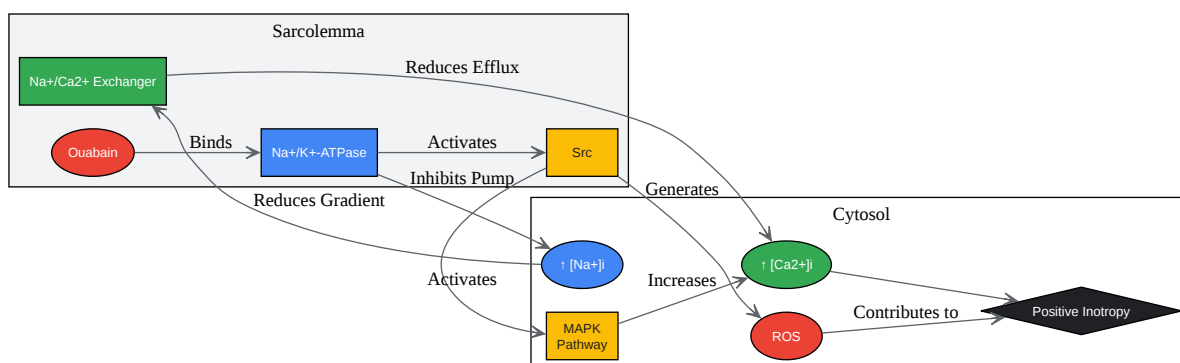 Sarcolemma
Reduces Efflux
Na+/Ca2+ Exchanger
Binds
Activates
Ouabain
Na+/K+-ATPase
Src
Inhibits Pump
Generates
Reduces Gradient
Cytosol
↑ [Na+]i
↑ [Ca2+]i
Activates
Increases
Contributes to
Positive Inotropy
MAPK
Pathway
ROS